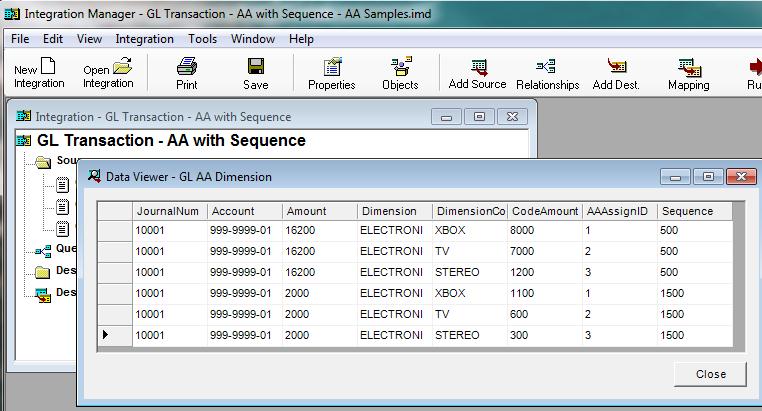 Integration Manager - GL Transaction - AA with Sequence - AA Samples.imd
File Edit View Integration Tools Window Help
New Integration Open Integration Print Save Properties Objects Add Source Relationships Add Dest. Mapping Ru
Integration - GL Transaction - AA with Sequence
GL Transaction - AA with Sequence
Sou
Data Viewer - GL AA Dimension
JournalNum Account Amount Dimension DimensionCo CodeAmount AAAssignID Sequence
10001 999-9999-01 16200 ELECTRONI XBOX 8000 1 500
10001 999-9999-01 16200 ELECTRONI TV 7000 2 500
Que
10001 999-9999-01 16200 ELECTRONI STEREO 1200 3 500
Des
10001 999-9999-01 2000 ELECTRONI XBOX 1100 1 1500
Des
10001 999-9999-01 2000 ELECTRONI TV 600 2 1500
10001 999-9999-01 2000 ELECTRONI STEREO 300 3 1500
Close